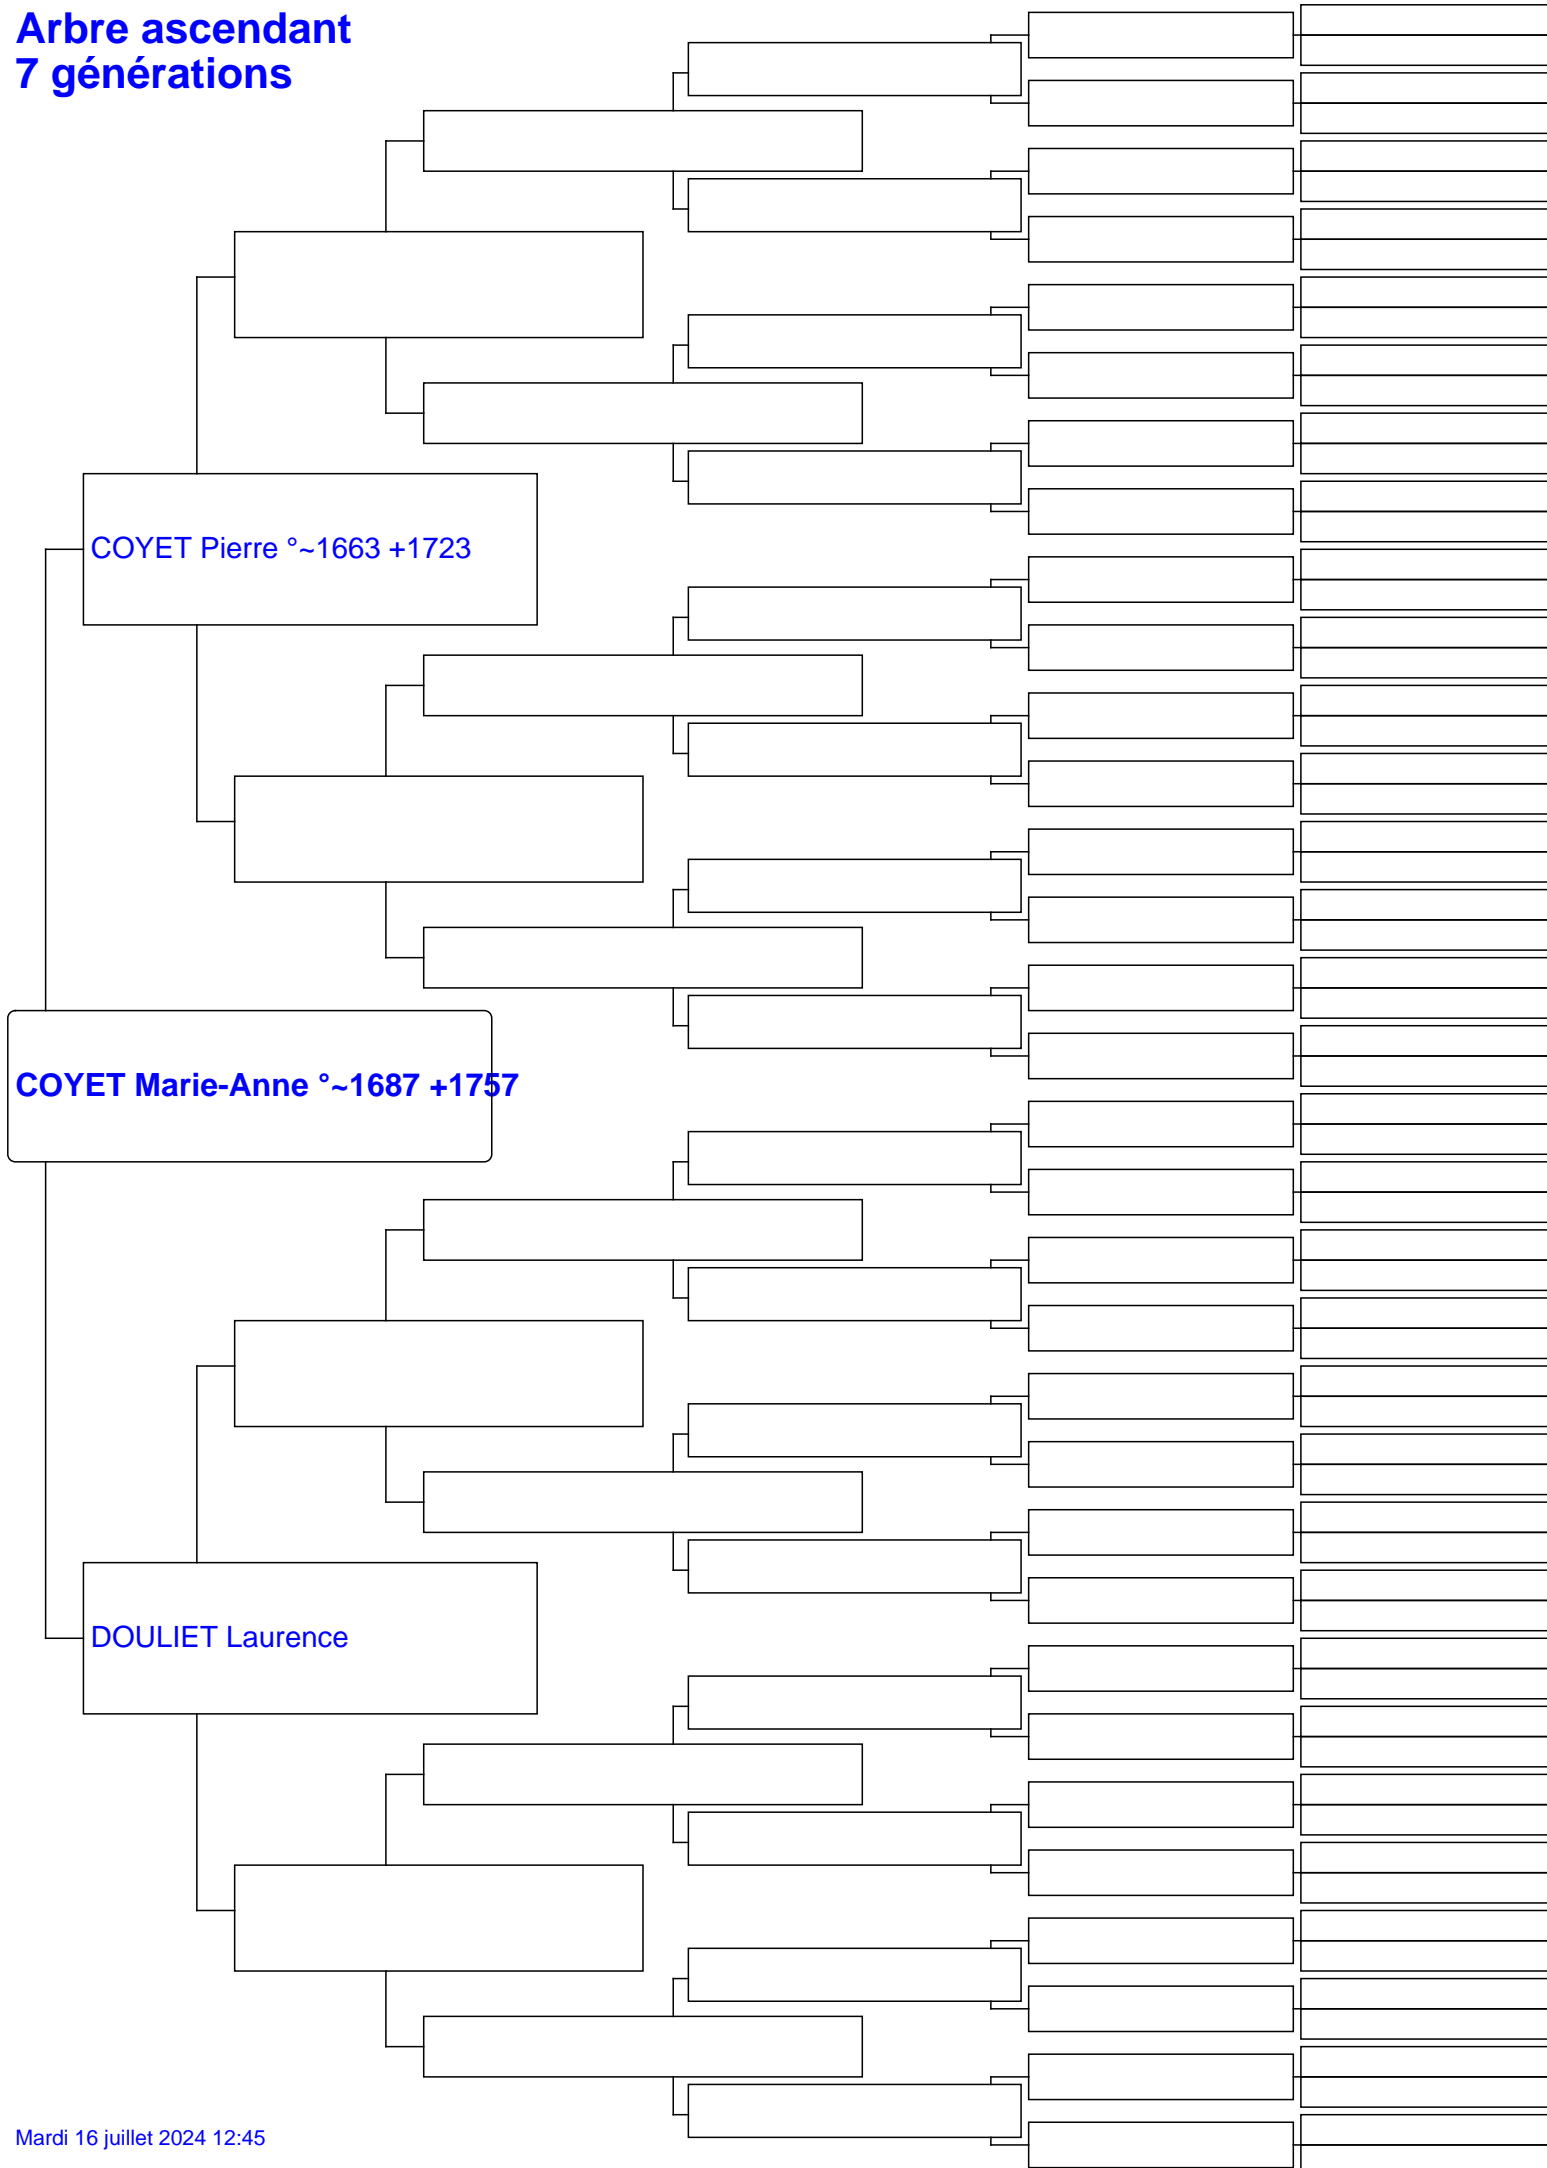 Arbre ascendant
7 générations
COYET Pierre °~1663 +1723
COYET Marie-Anne °~1687 +1757
DOULIET Laurence
Mardi 16 juillet 2024 12:45